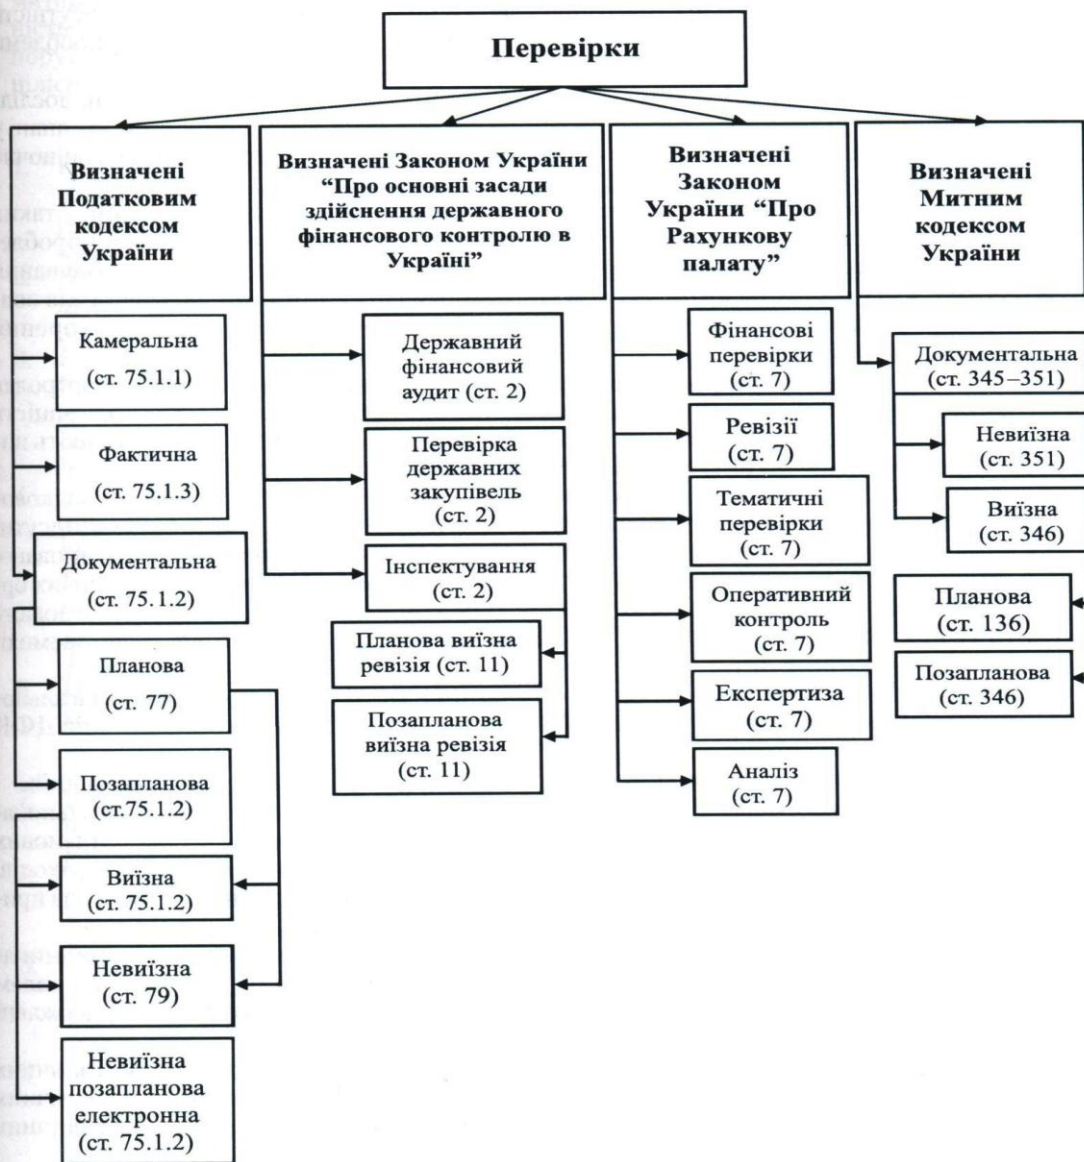 Перевірки
Визначені
Податковим
кодексом
України
Визначені Законом України
“Про основні засади
здійснення державного
фінансового контролю в
Україні”
Визначені
Законом
України “Про
Рахункову
палату”
Визначені
Митним
кодексом
України
Камеральна
(ст. 75.1.1)
Фактична
(ст. 75.1.3)
Документальна
(ст. 75.1.2)
Планова
(ст. 77)
Позапланова
(ст.75.1.2)
Виїзна
(ст. 75.1.2)
Невиїзна
(ст. 79)
Невиїзна
позапланова
електронна
(ст. 75.1.2)
Державний
фінансовий
аудит (ст. 2)
Перевірка
державних
закупівель
(ст. 2)
Інспектування
(ст. 2)
Планова виїзна
ревізія (ст. 11)
Позапланова
виїзна ревізія
(ст. 11)
Фінансові
перевірки
(ст. 7)
Ревізії
(ст. 7)
Тематичні
перевірки
(ст. 7)
Оперативний
контроль
(ст. 7)
Експертиза
(ст. 7)
Аналіз
(ст. 7)
Документальна
(ст. 345–351)
Невиїзна
(ст. 351)
Виїзна
(ст. 346)
Планова
(ст. 136)
Позапланова
(ст. 346)